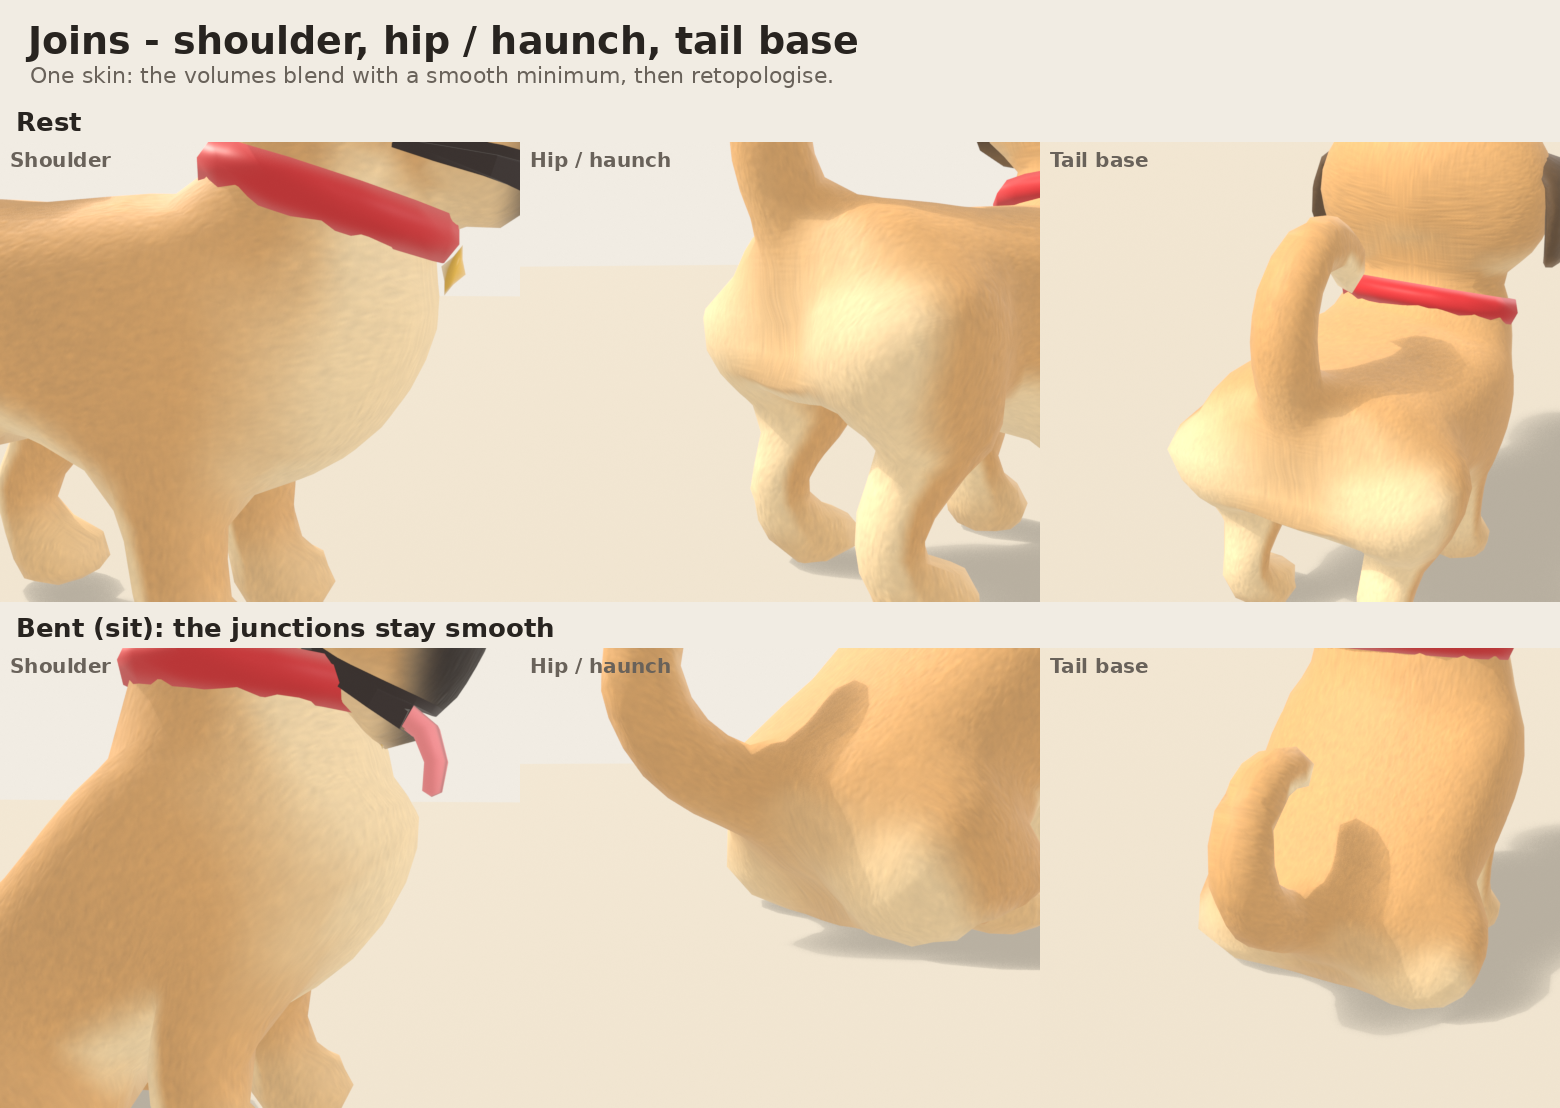 Joins - shoulder, hip / haunch, tail base
One skin: the volumes blend with a smooth minimum, then retopologise.
Rest
Shoulder
Hip / haunch
Tail base
Bent (sit): the junctions stay smooth
Shoulder
Hip / haunch
Tail base